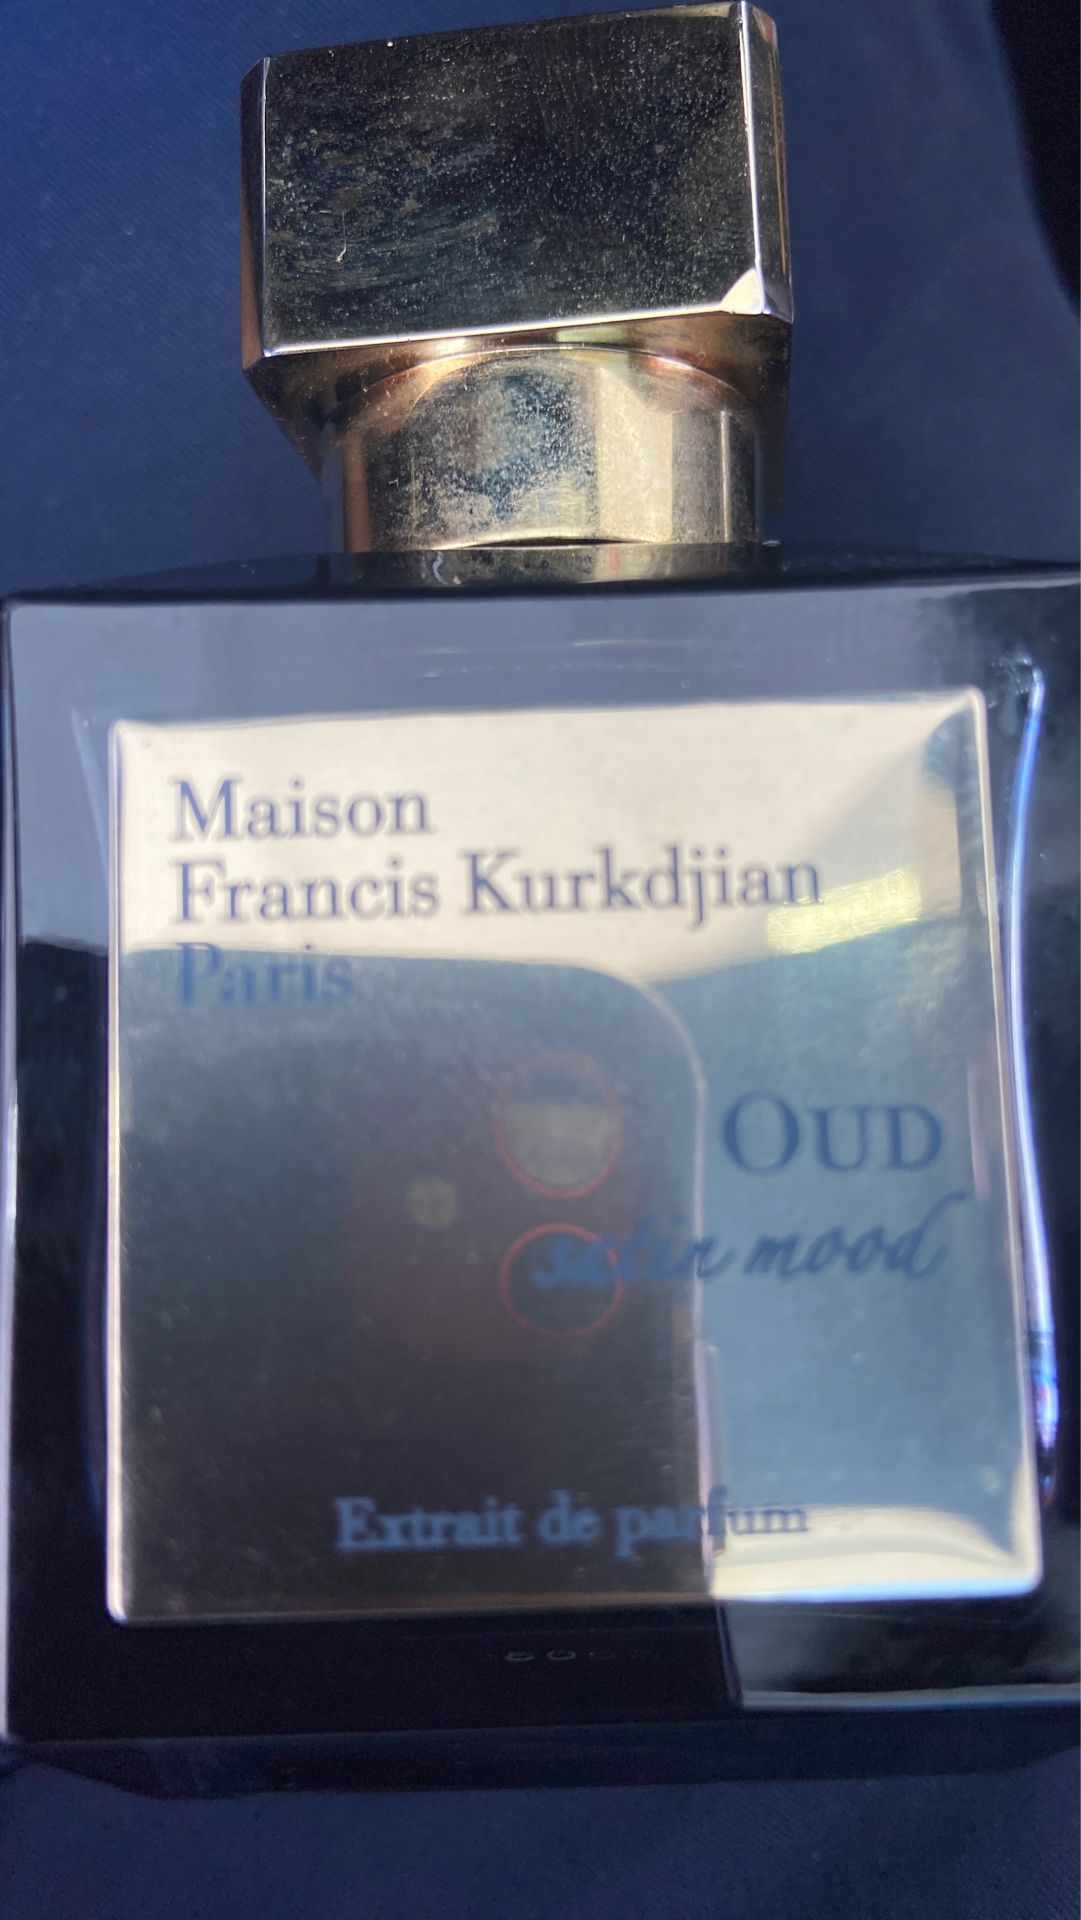 Maison
Francis Kurkdjian
Paris
OUD
satin mood
Extrait de parfum